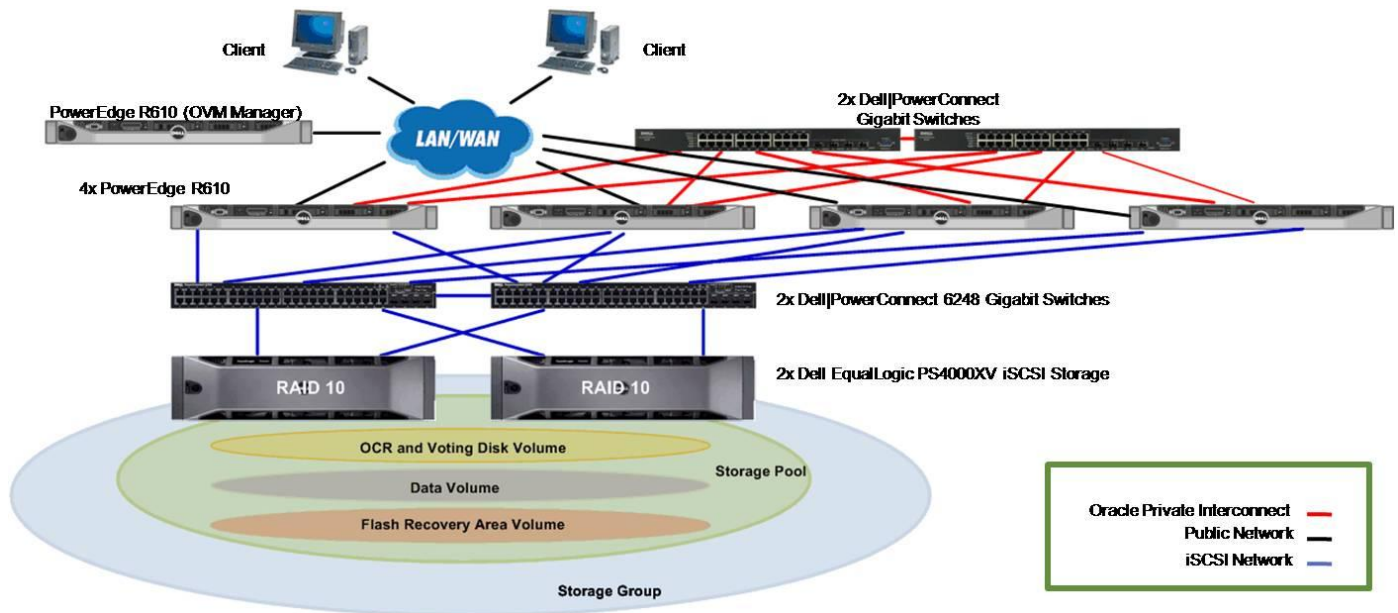 Client
Client
PowerEdge R610 (OVM Manager)
2x Dell|PowerConnect
Gigabit Switches
LAN/WAN
4x PowerEdge R610
2x Dell|PowerConnect 6248 Gigabit Switches
RAID 10
RAID 10
2x Dell EqualLogic PS4000XV iSCSI Storage
OCR and Voting Disk Volume
Storage Pool
Data Volume
Flash Recovery Area Volume
Storage Group
Oracle Private Interconnect
Public Network
iSCSI Network